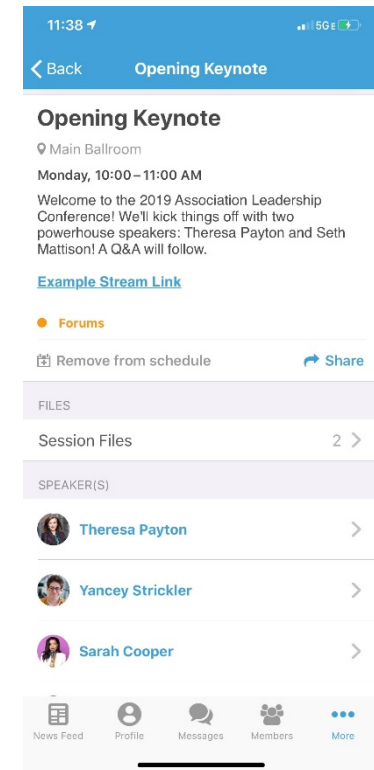 11:38
5GE
Back
Opening Keynote
Opening Keynote
Main Ballroom
Monday, 10:00–11:00 AM
Welcome to the 2019 Association Leadership
Conference! We'll kick things off with two
powerhouse speakers: Theresa Payton and Seth
Mattison! A Q&A will follow.
Example Stream Link
Forums
Remove from schedule
Share
FILES
Session Files 2
SPEAKER(S)
Theresa Payton
Yancey Strickler
Sarah Cooper
News Feed
Profile
Messages
Members
More